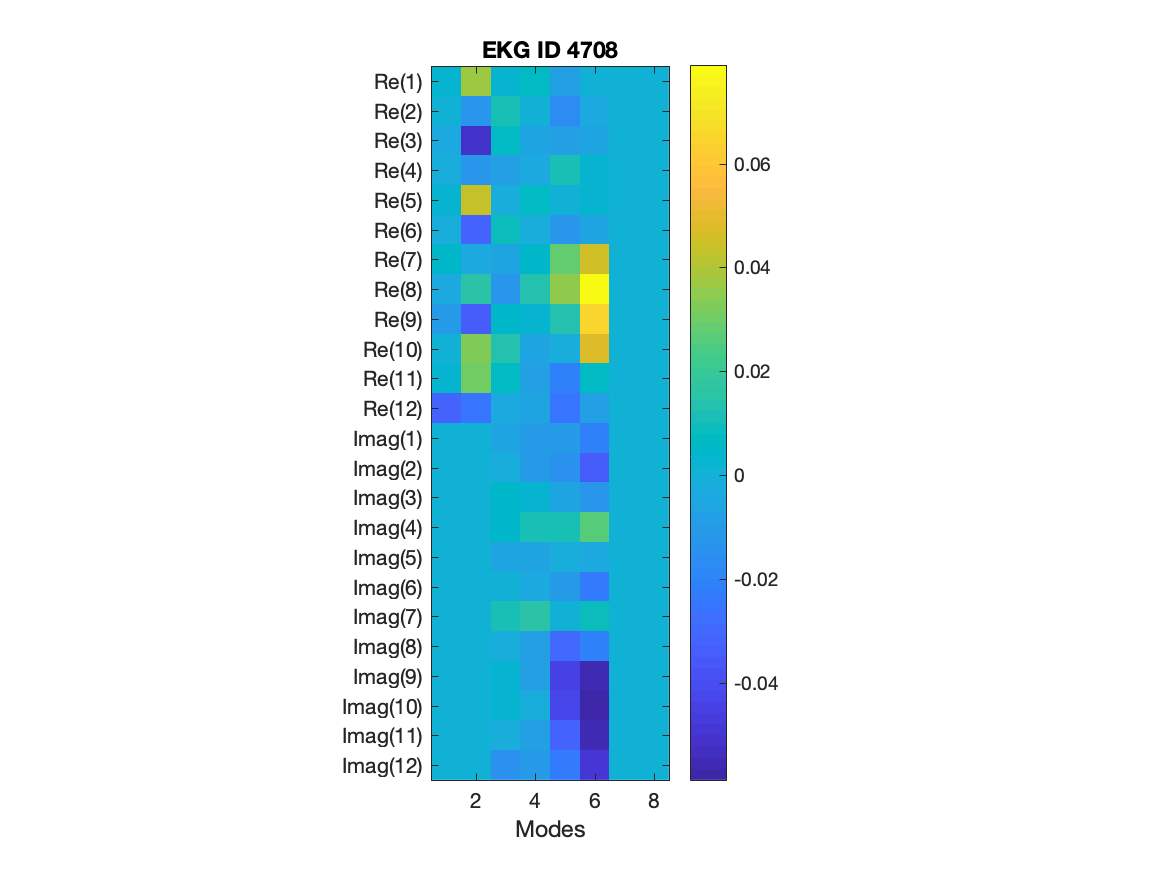 EKG ID 4708
Re(1)
Re(2)
Re(3)
Re(4)
Re(5)
Re(6)
Re(7)
Re(8)
Re(9)
Re(10)
Re(11)
Re(12)
Imag(1)
Imag(2)
Imag(3)
Imag(4)
Imag(5)
Imag(6)
Imag(7)
Imag(8)
Imag(9)
Imag(10)
Imag(11)
Imag(12)
2 4 6 8
Modes
0.06
0.04
0.02
0
-0.02
-0.04